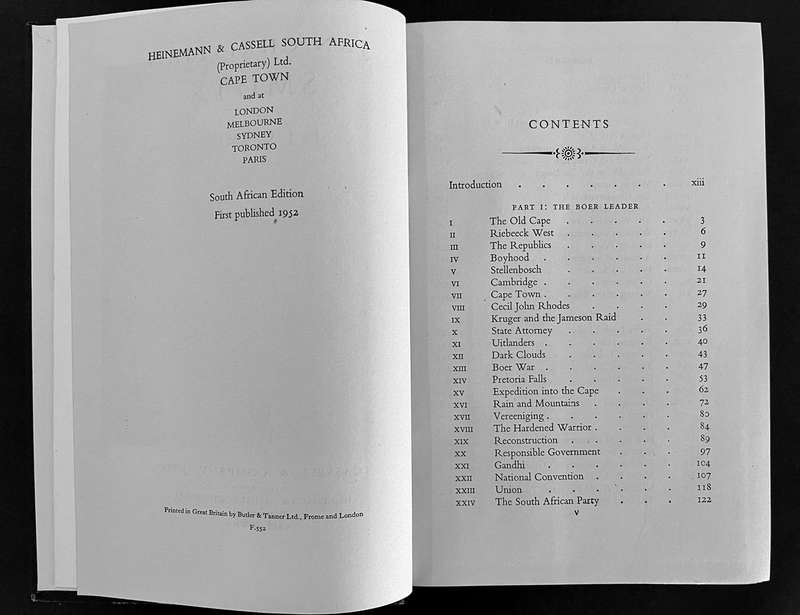 HEINEMANN & CASSELL SOUTH AFRICA
(Proprietary) Ltd.
CAPE TOWN
and at
LONDON
MELBOURNE
SYDNEY
TORONTO
PARIS
South African Edition
First published 1952
Printed in Great Britain by Butler & Tanner Ltd., Frome and London
F.552
CONTENTS
Introduction . . . . . . . xiii
PART I: THE BOER LEADER
I The Old Cape . . . . . 3
II Riebeeck West . . . . . 6
III The Republics . . . . . 9
IV Boyhood . . . . . . 11
V Stellenbosch . . . . . 14
VI Cambridge . . . . . . 21
VII Cape Town . . . . . . 27
VIII Cecil John Rhodes . . . . 29
IX Kruger and the Jameson Raid . . 33
X State Attorney . . . . . 36
XI Uitlanders . . . . . . 40
XII Dark Clouds . . . . . 43
XIII Boer War . . . . . . 47
XIV Pretoria Falls . . . . . 53
XV Expedition into the Cape . . . 62
XVI Rain and Mountains . . . . 72
XVII Vereeniging . . . . . . 80
XVIII The Hardened Warrior . . . . 84
XIX Reconstruction . . . . . 89
XX Responsible Government . . . 97
XXI Gandhi . . . . . . 104
XXII National Convention . . . . 107
XXIII Union . . . . . . 118
XXIV The South African Party . . . 122
v